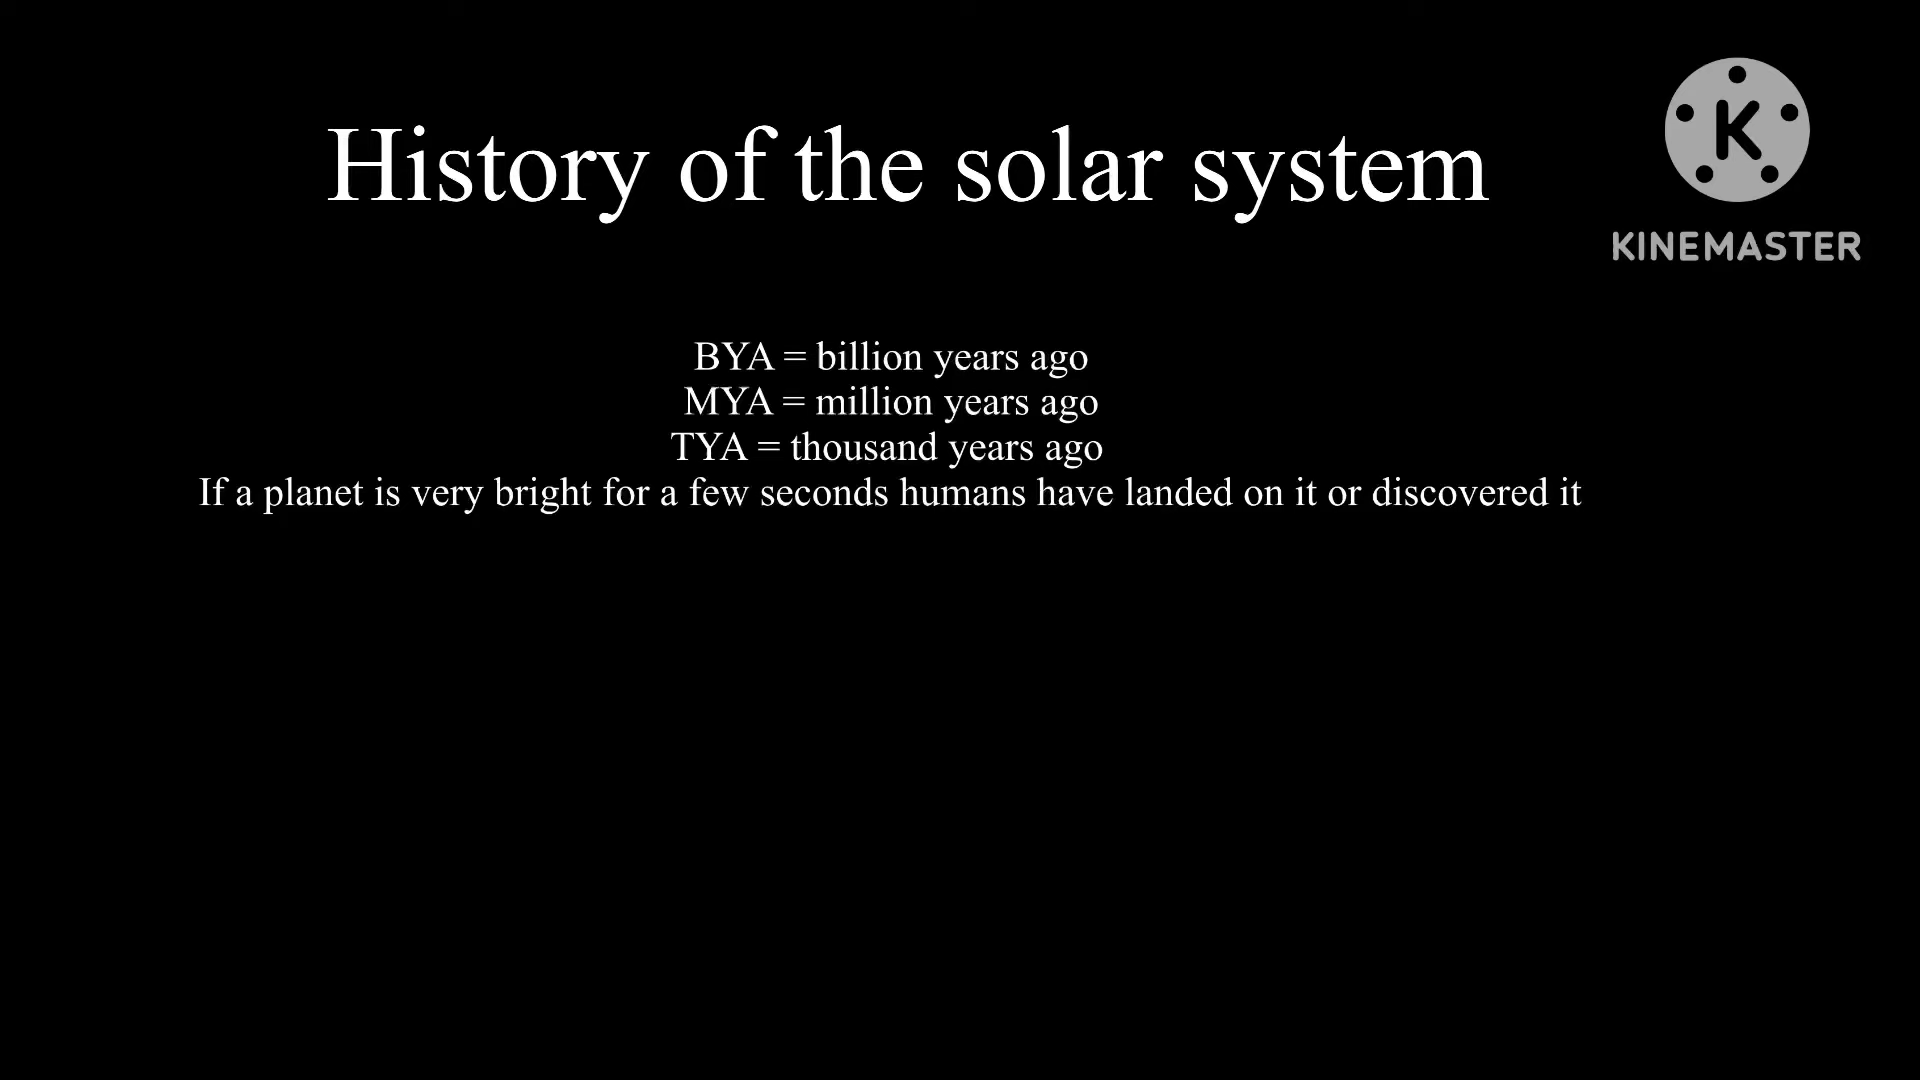 History of the solar system
K
KINEMASTER
BYA = billion years ago
MYA = million years ago
TYA = thousand years ago
If a planet is very bright for a few seconds humans have landed on it or discovered it